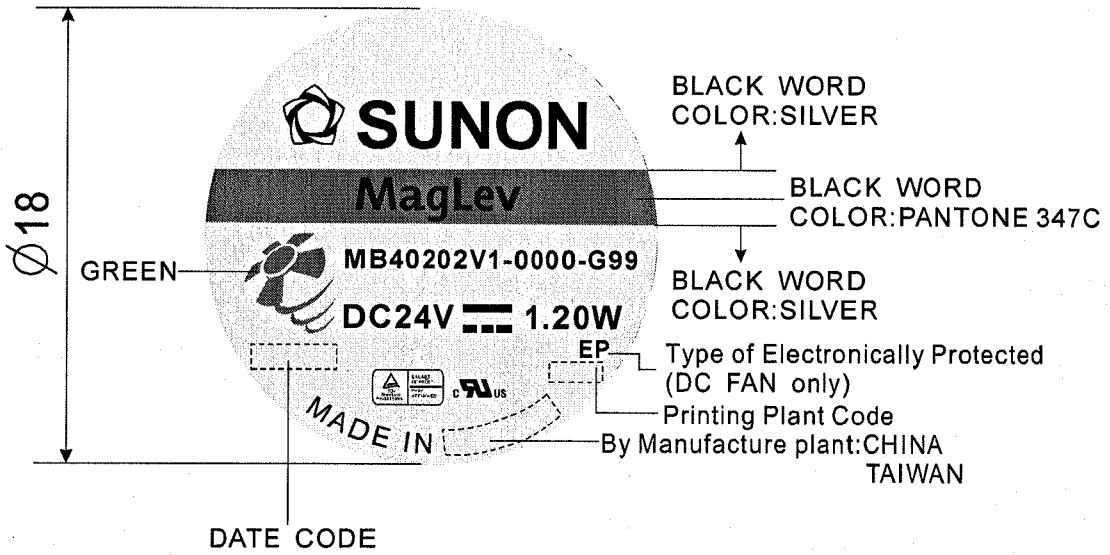 BLACK WORD
COLOR:SILVER
SUNON
MagLev
BLACK WORD
COLOR:PANTONE 347C
Ø18
GREEN
MB40202V1-0000-G99
BLACK WORD
COLOR:SILVER
DC24V 1.20W
EP
Type of Electronically Protected
(DC FAN only)
Printing Plant Code
c US
MADE IN
By Manufacture plant:CHINA
TAIWAN
DATE CODE